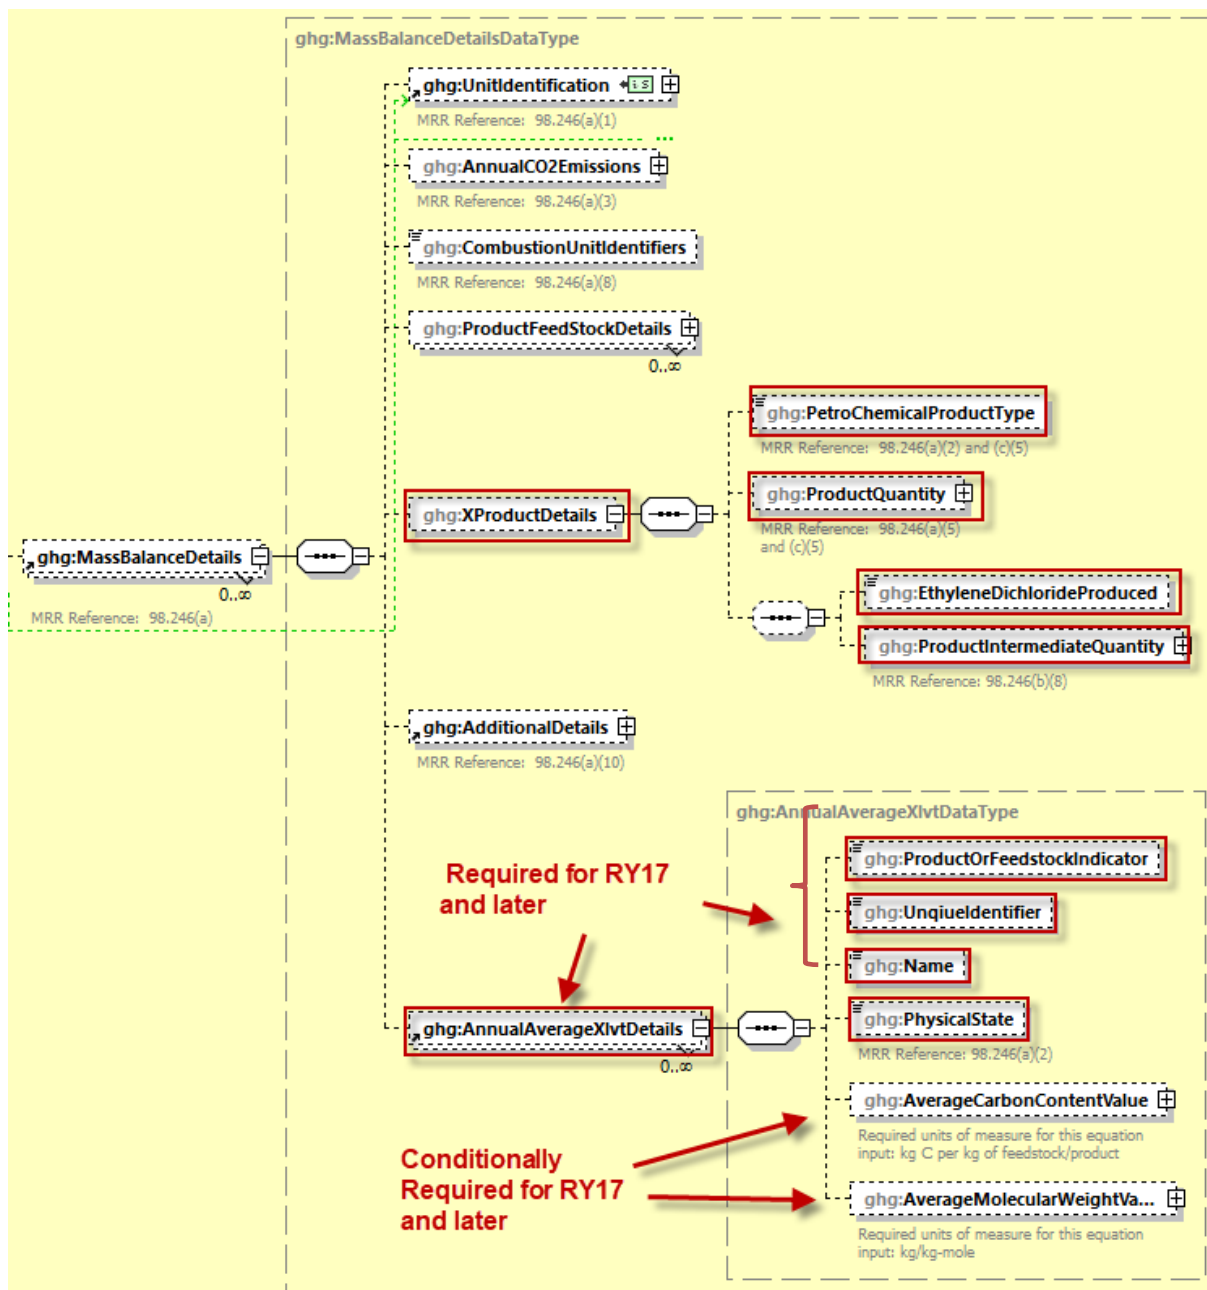 ghg:MassBalanceDetailsDataType
ghg:UnitIdentification
is
MRR Reference: 98.246(a)(1)
ghg:AnnualCO2Emissions
MRR Reference: 98.246(a)(3)
ghg:CombustionUnitIdentifiers
MRR Reference: 98.246(a)(8)
ghg:ProductFeedStockDetails
0..∞
ghg:PetroChemicalProductType
MRR Reference: 98.246(a)(2) and (c)(5)
ghg:ProductQuantity
MRR Reference: 98.246(a)(5)
and (c)(5)
ghg:XProductDetails
ghg:MassBalanceDetails
0..∞
MRR Reference: 98.246(a)
ghg:EthyleneDichlorideProduced
ghg:ProductIntermediateQuantity
MRR Reference: 98.246(b)(8)
ghg:AdditionalDetails
MRR Reference: 98.246(a)(10)
ghg:AnnualAverageXlvtDataType
ghg:ProductOrFeedstockIndicator
Required for RY17
and later
ghg:UnqiueIdentifier
ghg:Name
ghg:AnnualAverageXlvtDetails
0..∞
ghg:PhysicalState
MRR Reference: 98.246(a)(2)
ghg:AverageCarbonContentValue
Required units of measure for this equation
input: kg C per kg of feedstock/product
Conditionally
Required for RY17
and later
ghg:AverageMolecularWeightVa...
Required units of measure for this equation
input: kg/kg-mole